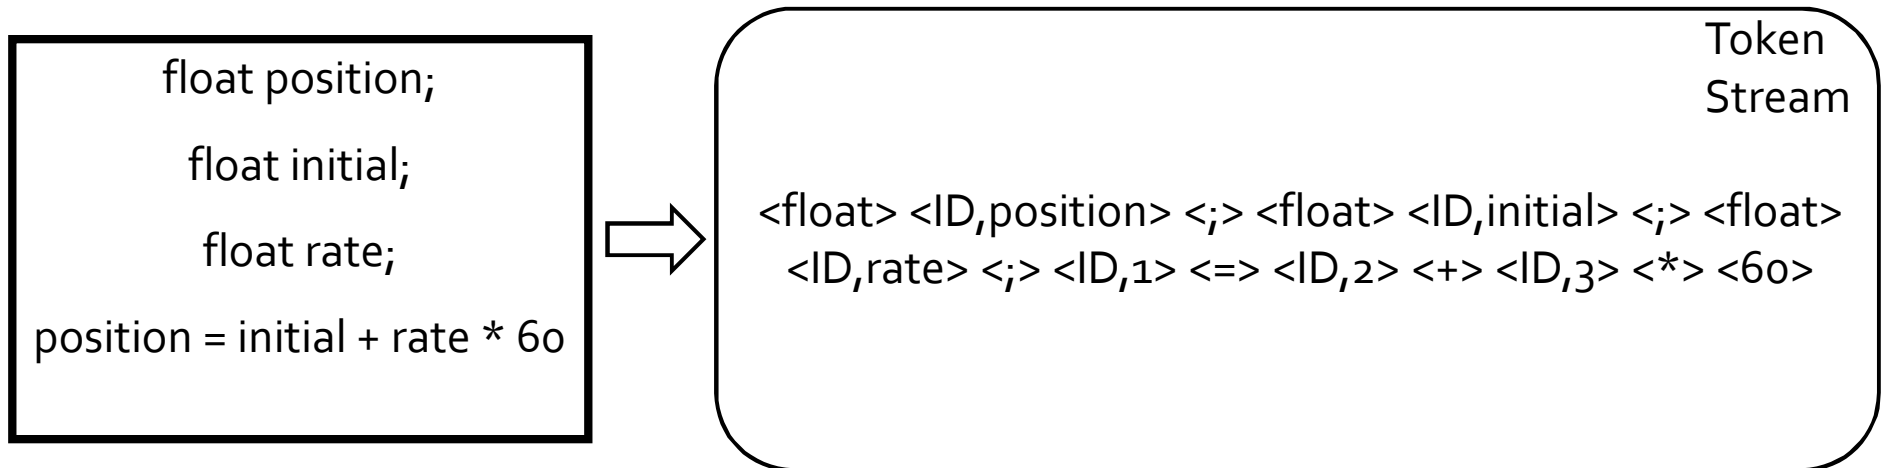 float position;
float initial;
float rate;
position = initial + rate * 60
Token
Stream
<float> <ID,position> <;> <float> <ID,initial> <;> <float>
<ID,rate> <;> <ID,1> <=> <ID,2> <+> <ID,3> <*> <60>